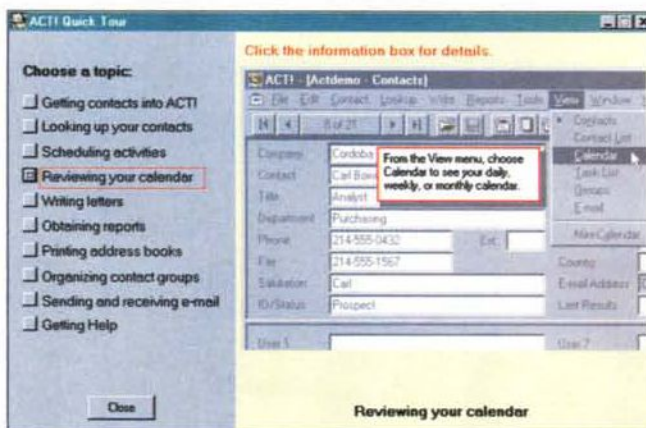 ACT! Quick Tour
Choose a topic:
Getting contacts into ACT!
Looking up your contacts
Scheduling activities
Reviewing your calendar
Writing letters
Obtaining reports
Printing address books
Organizing contact groups
Sending and receiving e-mail
Getting Help
Close
Click the information box for details.
ACT! - [Actdemo - Contacts]
File Edit Contact Lookup Write Reports Tools View Window
8 of 21
Company Cordoba
Contact Carl
Title Analyst
Department Purchasing
Phone 214-555-0432 Ext.
Fax 214-555-1567
Salutation Carl
ID/Status Prospect
User 5
From the View menu, choose
Calendar to see your daily,
weekly, or monthly calendar.
Contacts
Contact List
Calendar
Task List
Groups
E-mail
Mini-Calendar
Country
E-mail Address
Last Results
User 7
Reviewing your calendar